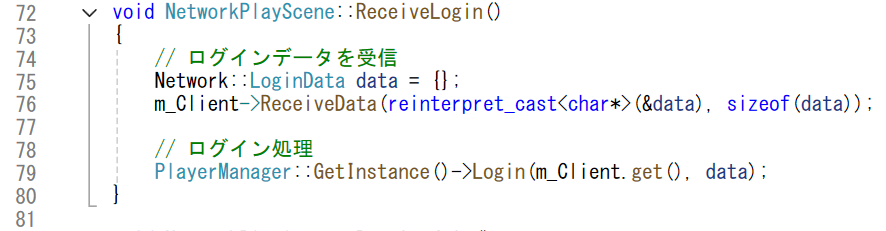 72 void NetworkPlayScene::ReceiveLogin()
73 {
74 // ログインデータを受信
75 Network::LoginData data = {};
76 m_Client->ReceiveData(reinterpret_cast<char*>(&data), sizeof(data));
77
78 // ログイン処理
79 PlayerManager::GetInstance()->Login(m_Client.get(), data);
80 }
81